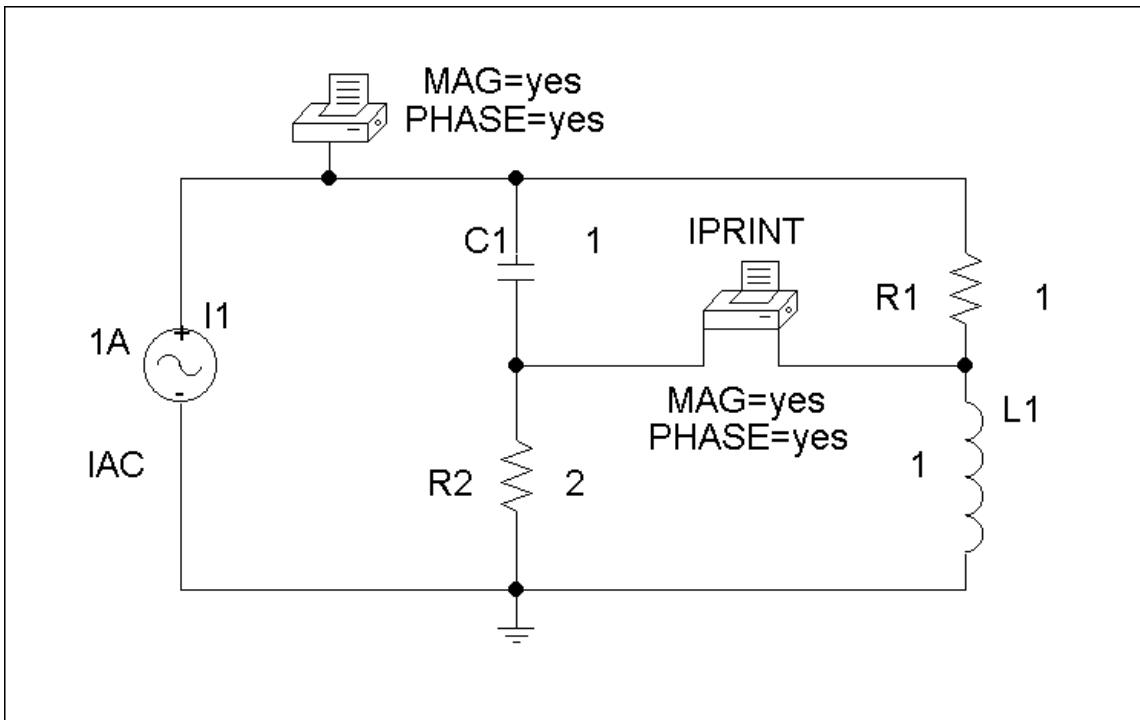 MAG=yes
PHASE=yes
C1
1
IPRINT
R1
1
1A
I1
+
-
IAC
MAG=yes
PHASE=yes
L1
1
R2
2